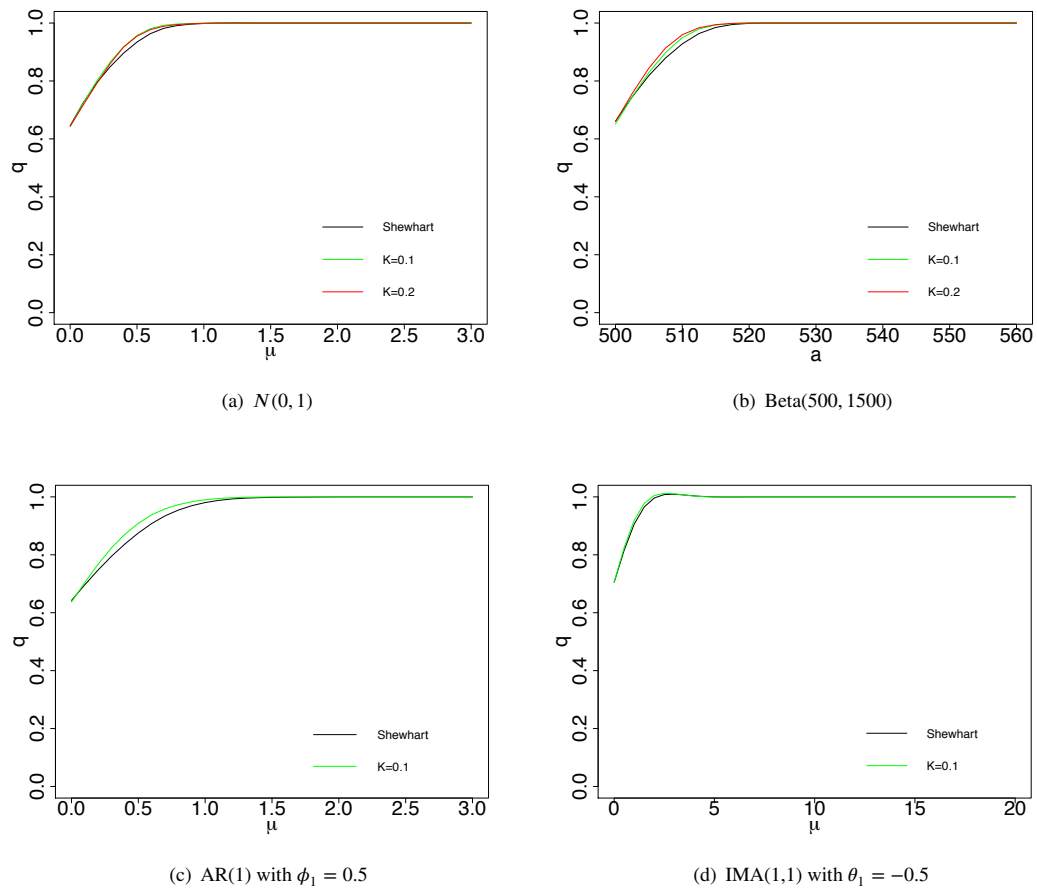 0.0 0.2 0.4 0.6 0.8 1.0
q
Shewhart
K=0.1
K=0.2
0.0 0.5 1.0 1.5 2.0 2.5 3.0
μ
(a) N(0, 1)
0.0 0.2 0.4 0.6 0.8 1.0
q
Shewhart
K=0.1
K=0.2
500 510 520 530 540 550 560
a
(b) Beta(500, 1500)
0.0 0.2 0.4 0.6 0.8 1.0
q
Shewhart
K=0.1
0.0 0.5 1.0 1.5 2.0 2.5 3.0
μ
(c) AR(1) with ϕ₁ = 0.5
0.0 0.2 0.4 0.6 0.8 1.0
q
Shewhart
K=0.1
0 5 10 15 20
μ
(d) IMA(1,1) with θ₁ = −0.5